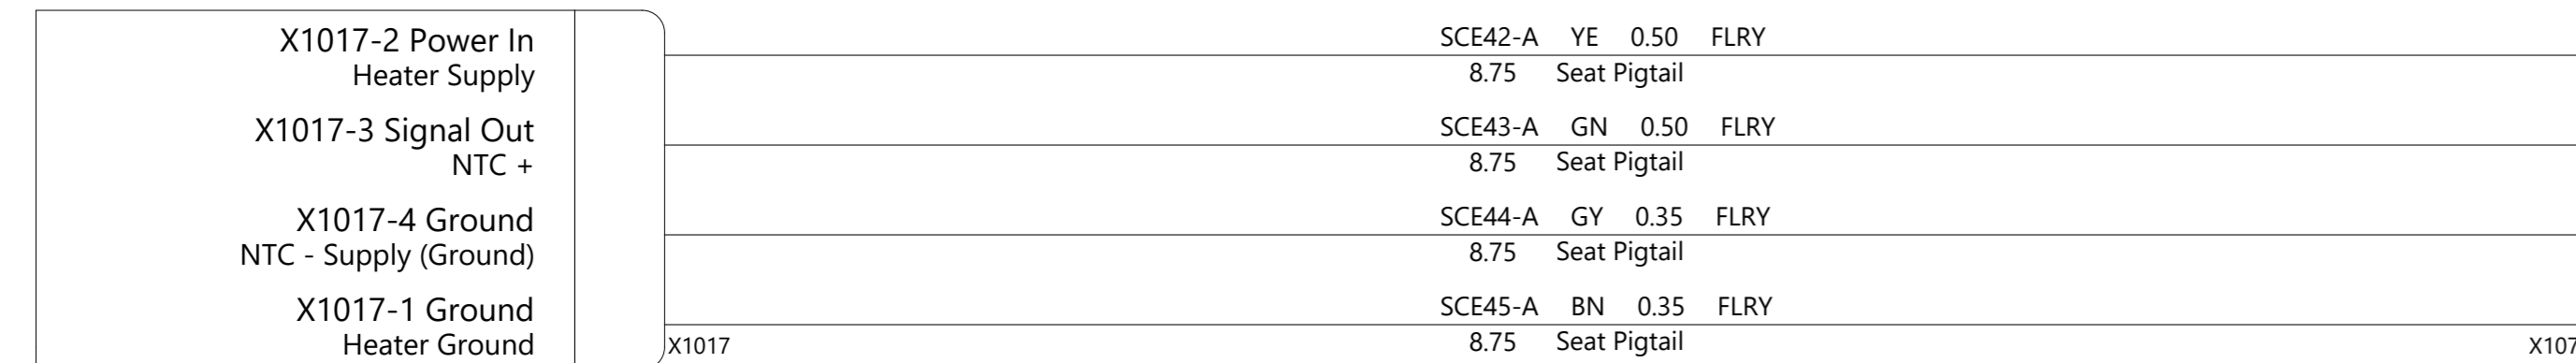 X1017-2 Power In
Heater Supply
SCE42-A YE 0.50 FLRY
8.75 Seat Pigtail
X1017-3 Signal Out
NTC +
SCE43-A GN 0.50 FLRY
8.75 Seat Pigtail
X1017-4 Ground
NTC - Supply (Ground)
SCE44-A GY 0.35 FLRY
8.75 Seat Pigtail
X1017-1 Ground
Heater Ground
X1017
SCE45-A BN 0.35 FLRY
8.75 Seat Pigtail
X107